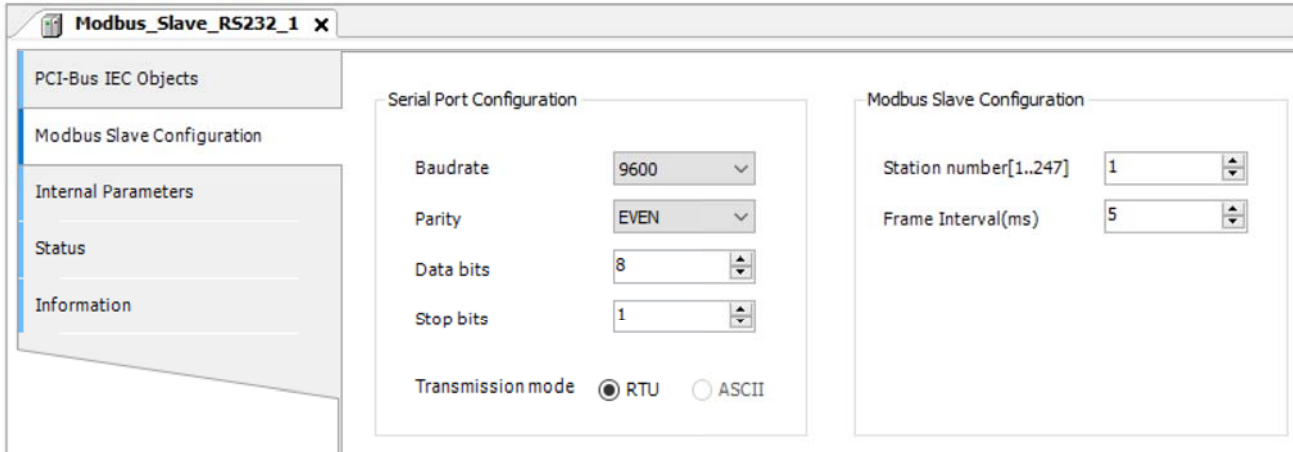 Modbus_Slave_RS232_1 X
PCI-Bus IEC Objects
Modbus Slave Configuration
Internal Parameters
Status
Information
Serial Port Configuration
Baudrate 9600
Parity EVEN
Data bits 8
Stop bits 1
Transmission mode RTU ASCII
Modbus Slave Configuration
Station number[1..247] 1
Frame Interval(ms) 5